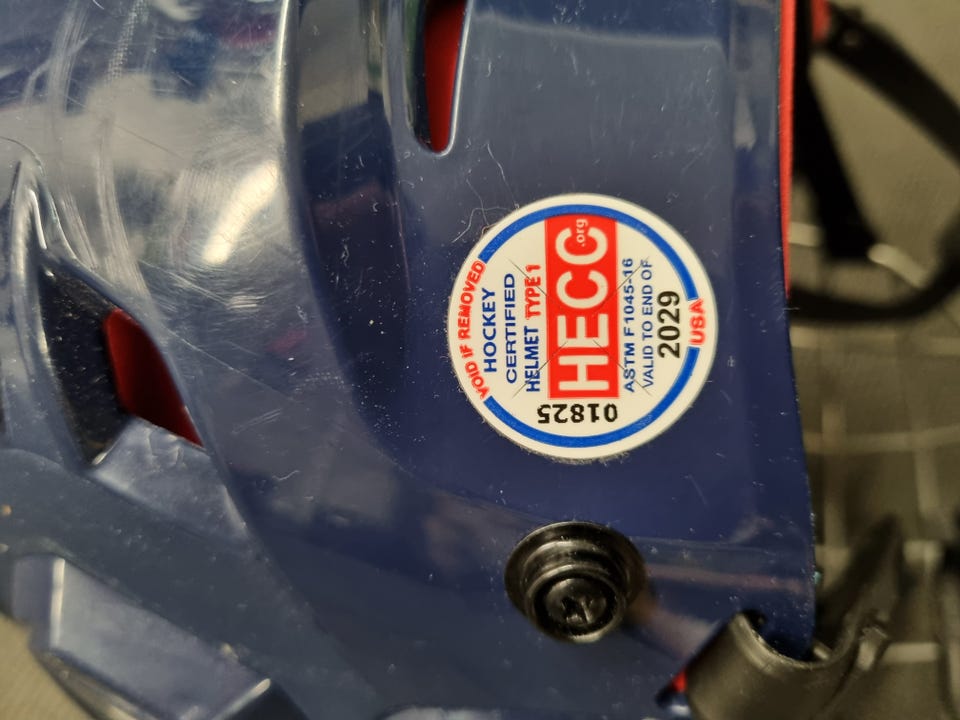 VOID IF REMOVED
HOCKEY
CERTIFIED
HELMET TYPE 1
HECC.org
ASTM F1045-16
VALID TO END OF
2029
USA
01825